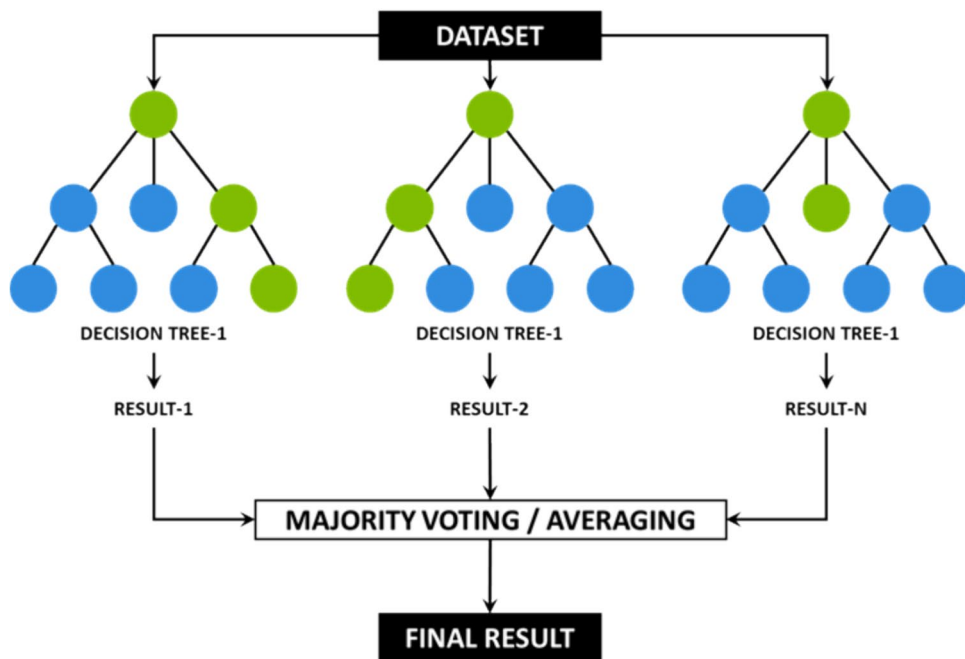 DATASET
DECISION TREE-1
DECISION TREE-1
DECISION TREE-1
RESULT-1
RESULT-2
RESULT-N
MAJORITY VOTING / AVERAGING
FINAL RESULT